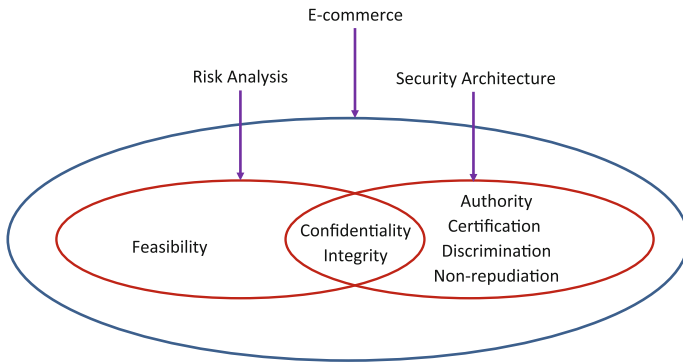 E-commerce
Risk Analysis
Security Architecture
Feasibility
Confidentiality
Integrity
Authority
Certification
Discrimination
Non-repudiation